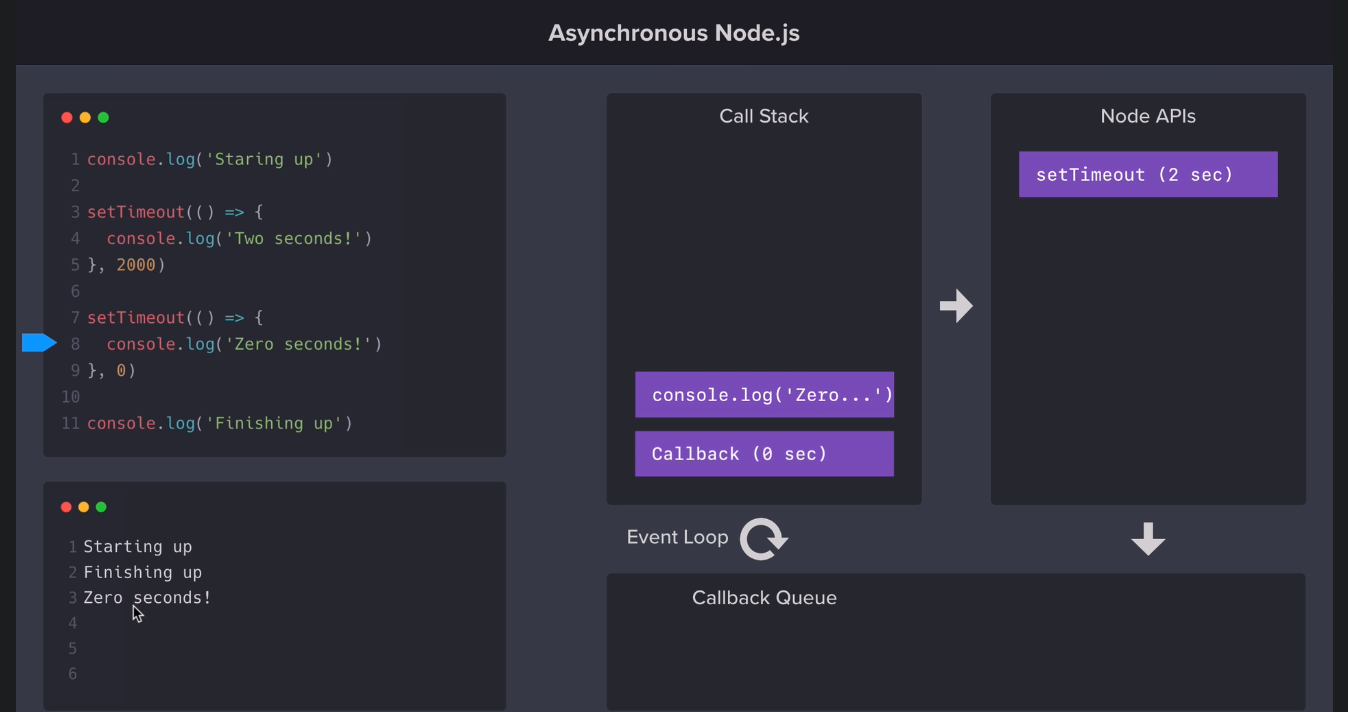 Asynchronous Node.js
1 console.log('Staring up')
2
3 setTimeout(() => {
4   console.log('Two seconds!')
5 }, 2000)
6
7 setTimeout(() => {
8   console.log('Zero seconds!')
9 }, 0)
10
11 console.log('Finishing up')
1 Starting up
2 Finishing up
3 Zero seconds!
4
5
6
Call Stack
console.log('Zero...')
Callback (0 sec)
Node APIs
setTimeout (2 sec)
Event Loop
Callback Queue